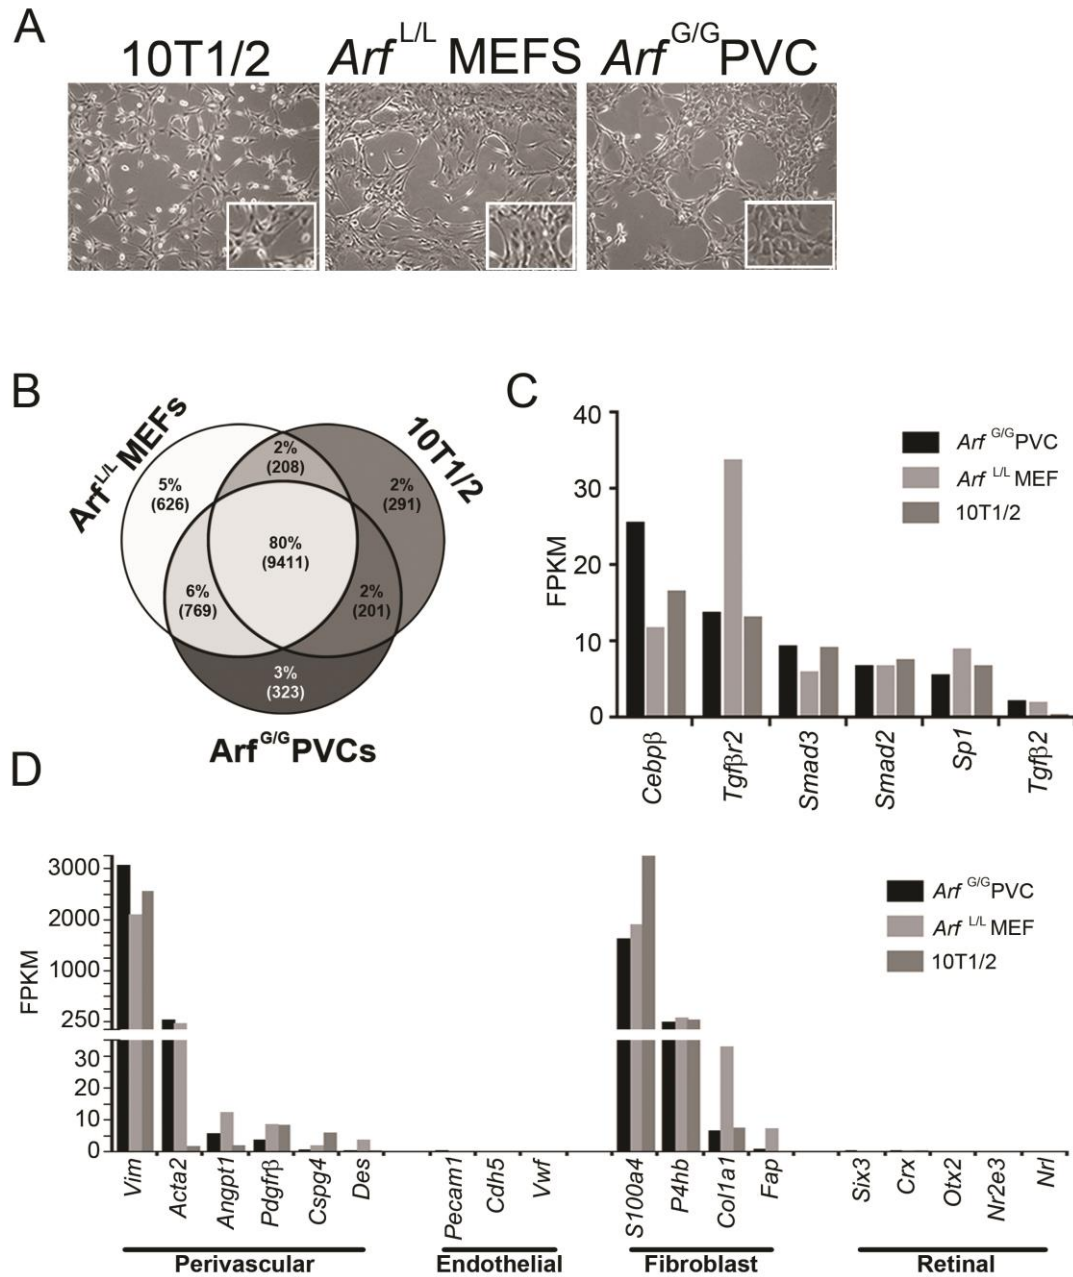 A
10T1/2
Arf L/L MEFS
Arf G/G PVC
B
Arf L/L MEFs
10T1/2
2%
(208)
5%
(626)
2%
(291)
80%
(9411)
6%
(769)
2%
(201)
3%
(323)
Arf G/G PVCs
C
40
30
20
10
0
FPKM
Arf G/G PVC
Arf L/L MEF
10T1/2
Cebpβ
Tgfβr2
Smad3
Smad2
Sp1
Tgfβ2
D
3000
2000
1000
250
30
20
10
0
FPKM
Arf G/G PVC
Arf L/L MEF
10T1/2
Vim
Acta2
Angpt1
Pdgfrβ
Cspg4
Des
Pecam1
Cdh5
Vwf
S100a4
P4hb
Col1a1
Fap
Six3
Crx
Otx2
Nr2e3
Nrl
Perivascular
Endothelial
Fibroblast
Retinal